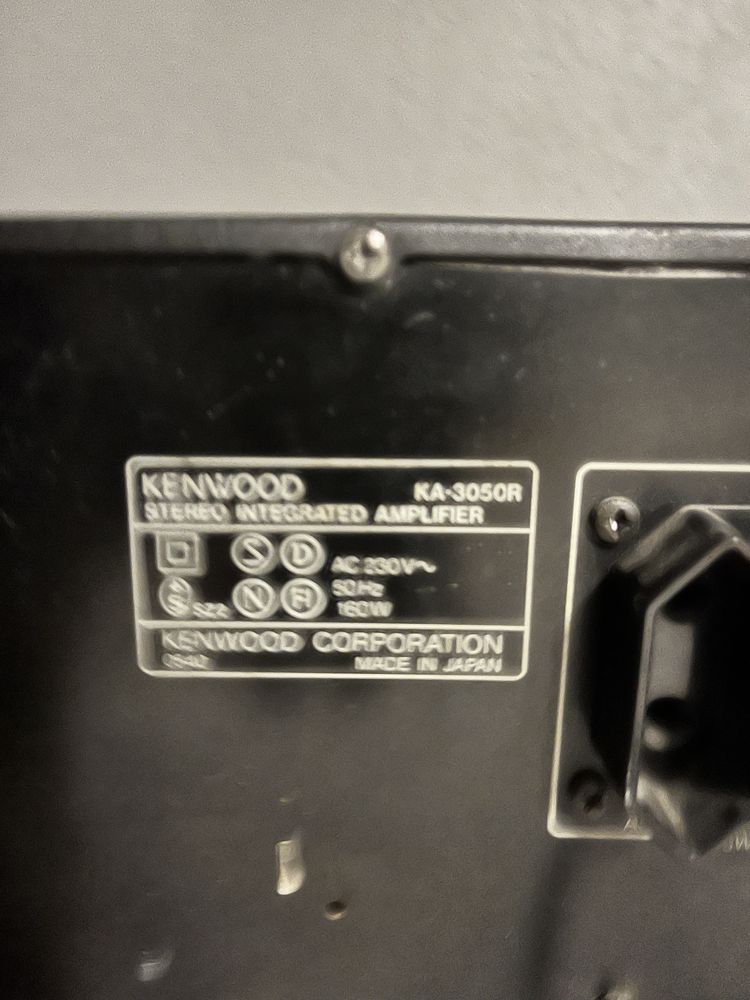 KENWOOD KA-3050R
STEREO INTEGRATED AMPLIFIER
S D AC 230V~
N 50Hz
160W
KENWOOD CORPORATION
MADE IN JAPAN